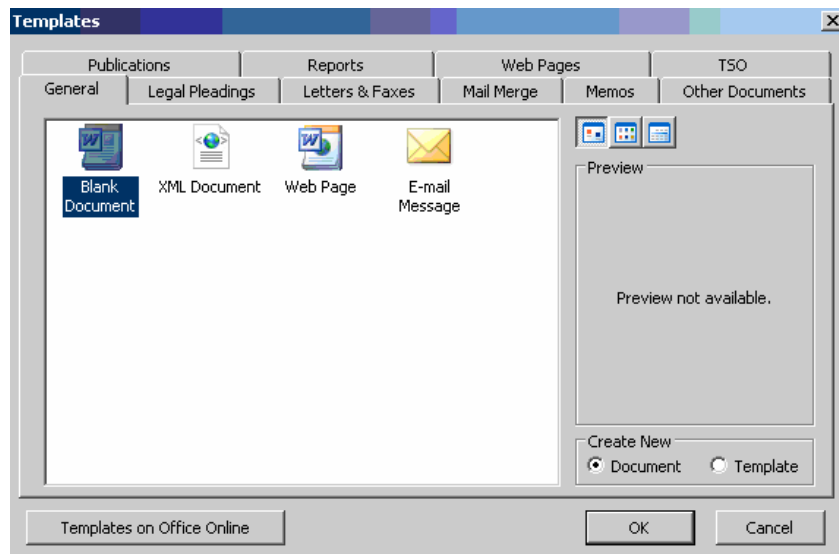 Templates
Publications Reports Web Pages TSO
General Legal Pleadings Letters & Faxes Mail Merge Memos Other Documents
Blank Document
XML Document
Web Page
E-mail Message
Preview
Preview not available.
Create New
Document Template
Templates on Office Online OK Cancel